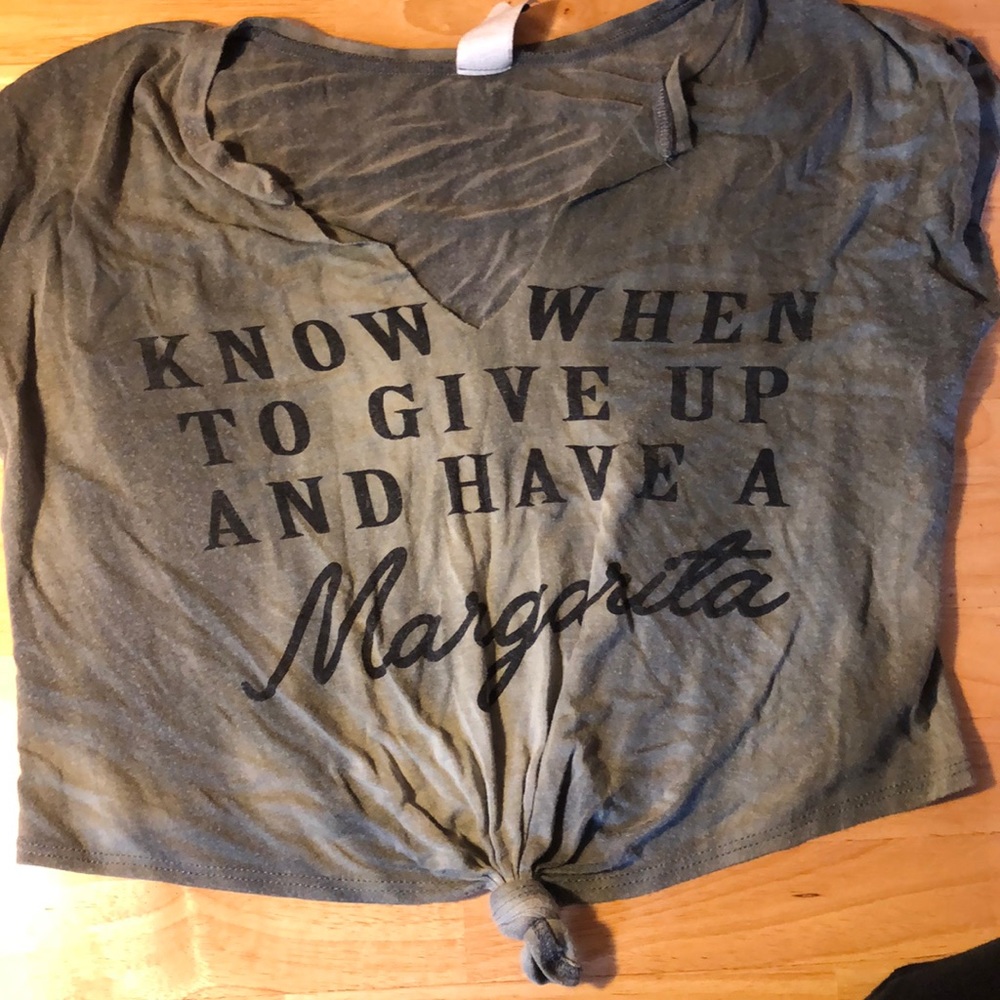 KNOW WHEN
TO GIVE UP
AND HAVE A
Margarita